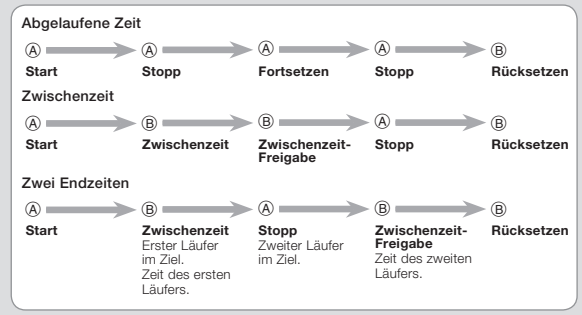 Abgelaufene Zeit
Ⓐ Ⓐ Ⓐ Ⓐ Ⓑ
Start Stopp Fortsetzen Stopp Rücksetzen
Zwischenzeit
Ⓐ Ⓑ Ⓑ Ⓐ Ⓑ
Start Zwischenzeit Zwischenzeit- Stopp Rücksetzen
Freigabe
Zwei Endzeiten
Ⓐ Ⓑ Ⓐ Ⓑ Ⓑ
Start Zwischenzeit Stopp Zwischenzeit- Rücksetzen
Erster Läufer Zweiter Läufer Freigabe
im Ziel. im Ziel. Zeit des zweiten
Zeit des ersten Läufers.
Läufers.